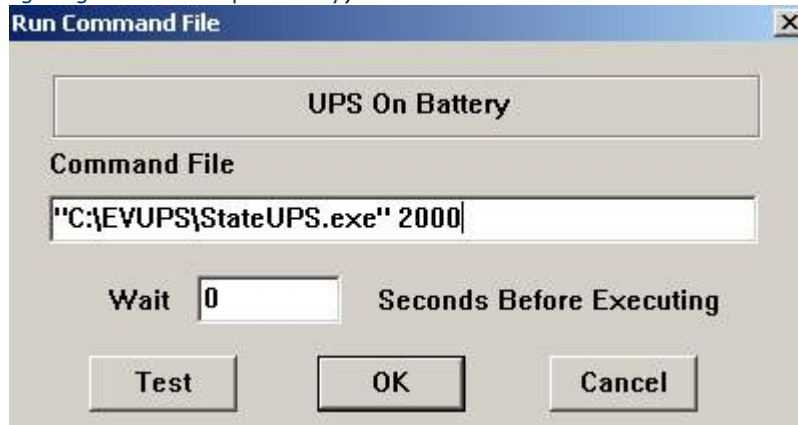 Run Command File
UPS On Battery
Command File
"C:\EVUPS\StateUPS.exe" 2000
Wait 0 Seconds Before Executing
Test OK Cancel